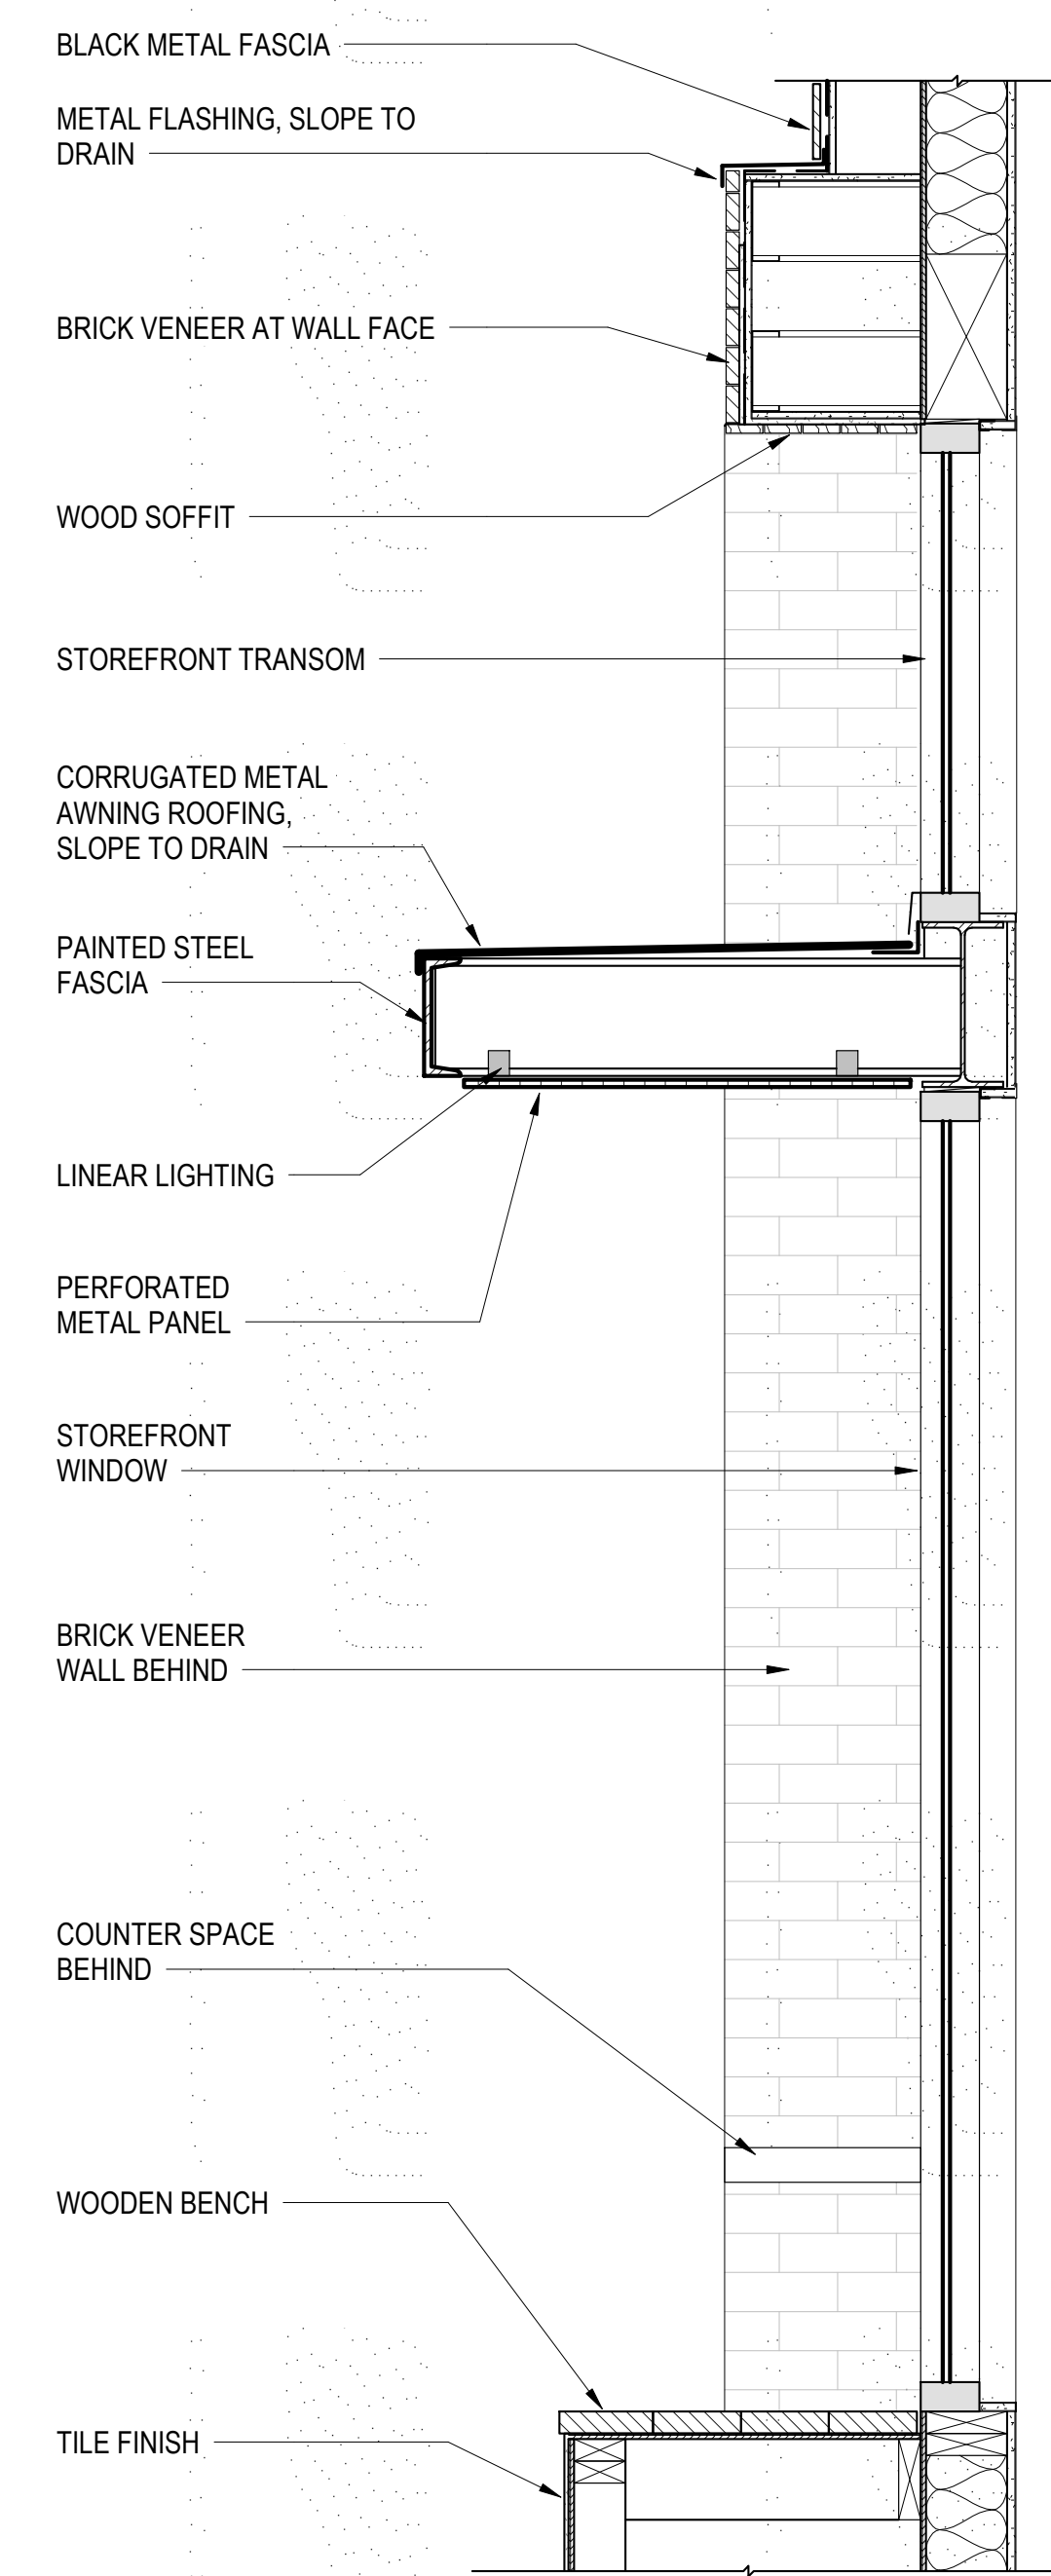 BLACK METAL FASCIA
METAL FLASHING, SLOPE TO
DRAIN
BRICK VENEER AT WALL FACE
WOOD SOFFIT
STOREFRONT TRANSOM
CORRUGATED METAL
AWNING ROOFING,
SLOPE TO DRAIN
PAINTED STEEL
FASCIA
LINEAR LIGHTING
PERFORATED
METAL PANEL
STOREFRONT
WINDOW
BRICK VENEER
WALL BEHIND
COUNTER SPACE
BEHIND
WOODEN BENCH
TILE FINISH